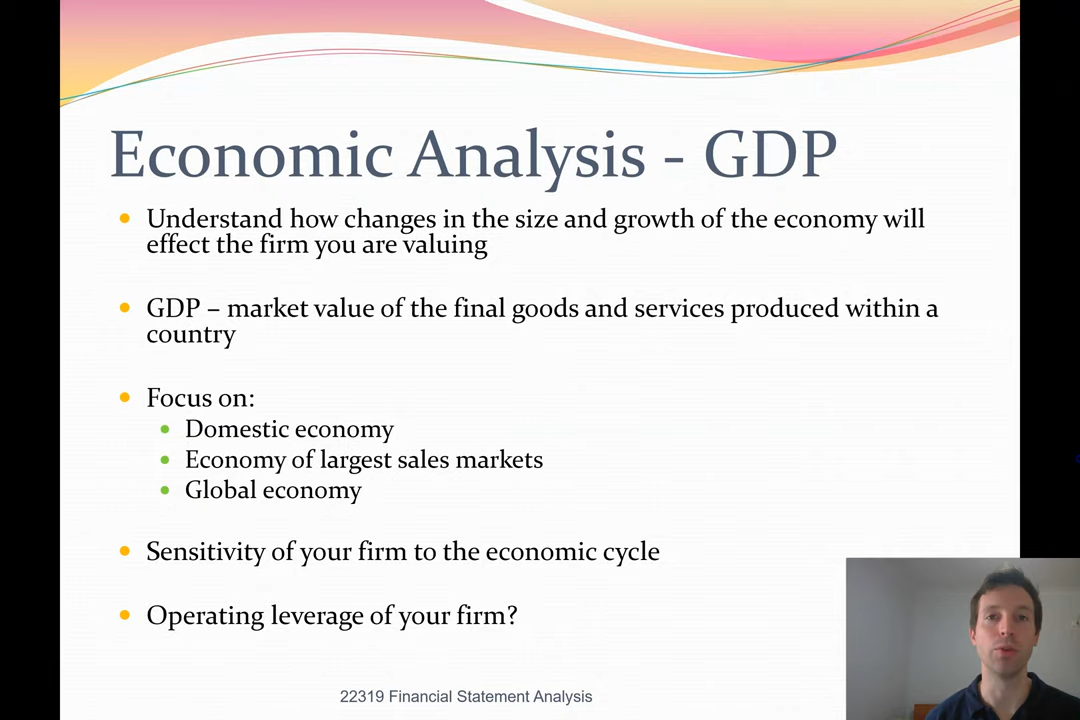 Economic Analysis - GDP
Understand how changes in the size and growth of the economy will
effect the firm you are valuing
GDP – market value of the final goods and services produced within a
country
Focus on:
Domestic economy
Economy of largest sales markets
Global economy
Sensitivity of your firm to the economic cycle
Operating leverage of your firm?
22319 Financial Statement Analysis